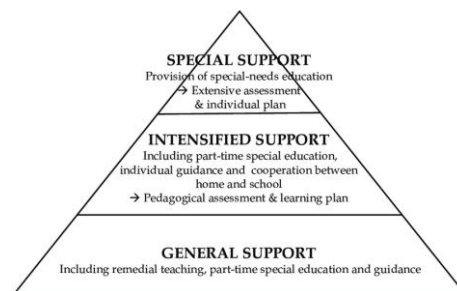 SPECIAL SUPPORT
Provision of special-needs education
→ Extensive assessment
& individual plan
INTENSIFIED SUPPORT
Including part-time special education,
individual guidance and cooperation between
home and school
→ Pedagogical assessment & learning plan
GENERAL SUPPORT
Including remedial teaching, part-time special education and guidance